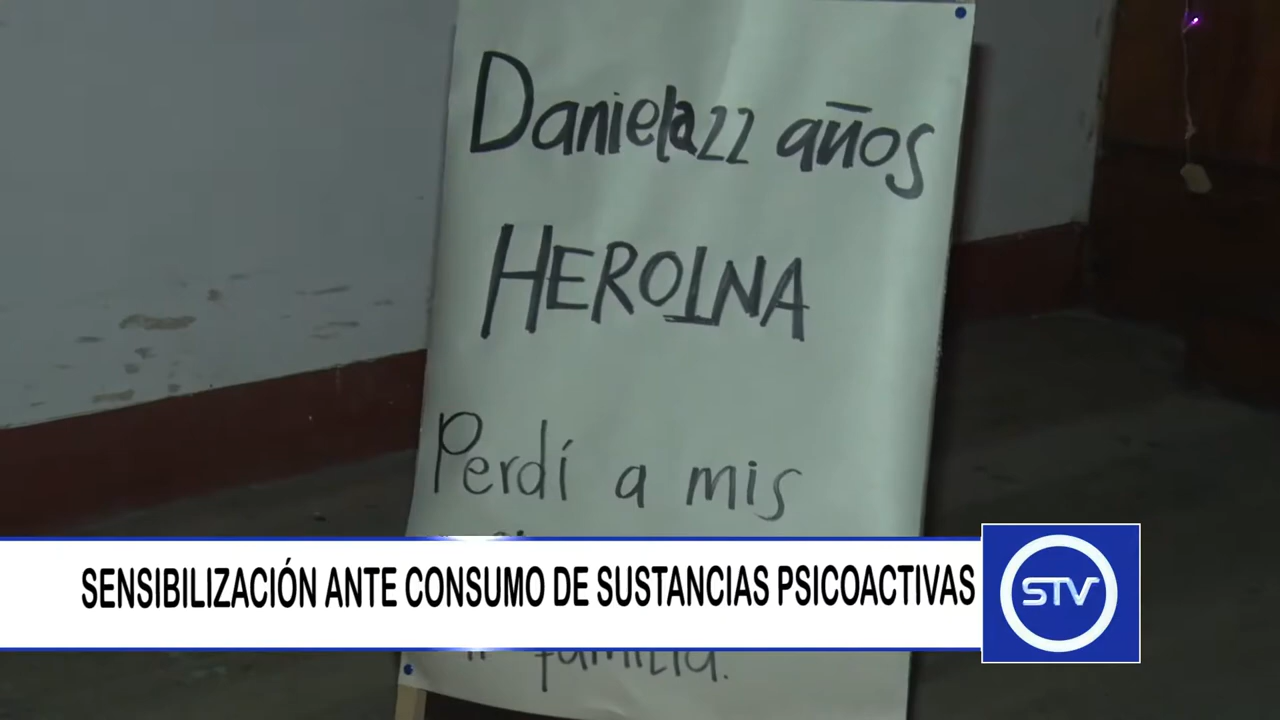 Daniela 22 años
HEROINA
Perdí a mis
SENSIBILIZACIÓN ANTE CONSUMO DE SUSTANCIAS PSICOACTIVAS
STV
familia.